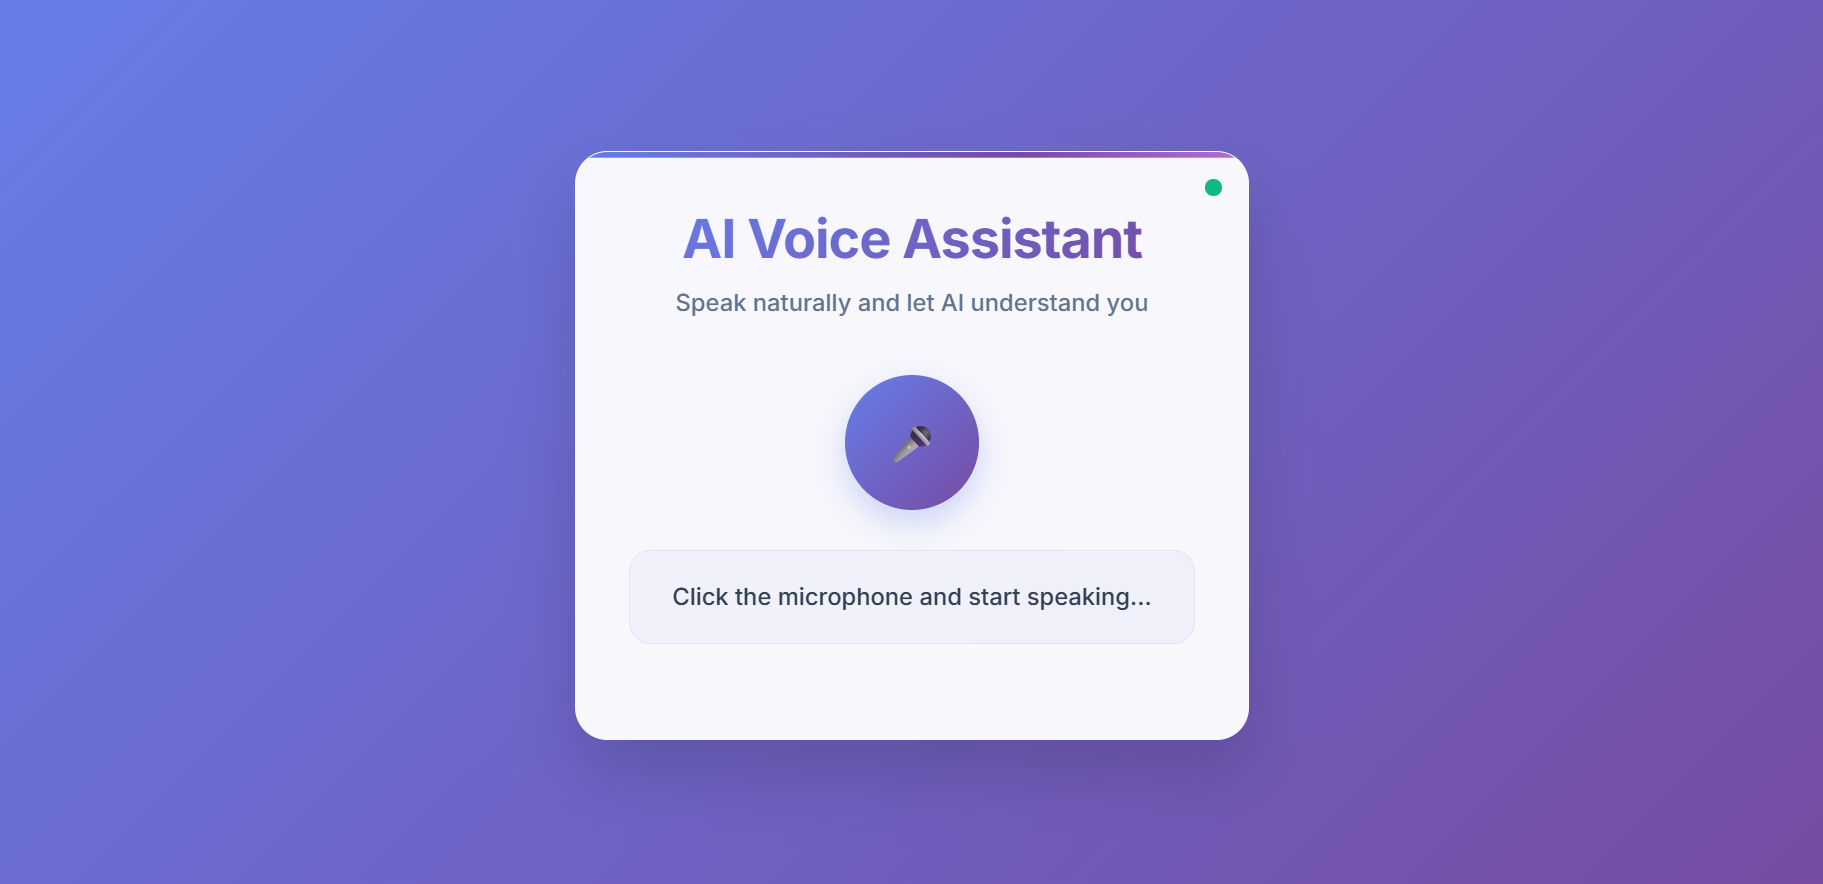 AI Voice Assistant
Speak naturally and let AI understand you
Click the microphone and start speaking...